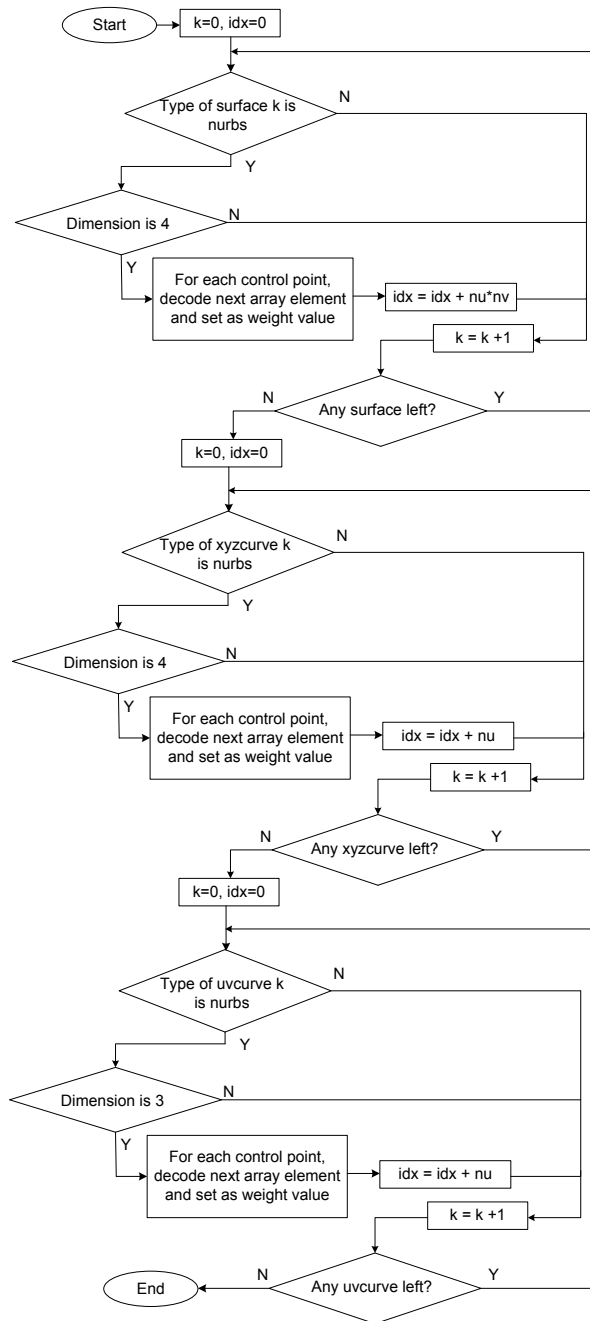 Start
k=0, idx=0
Type of surface k is
nurbs
N
Y
Dimension is 4
N
Y
For each control point,
decode next array element
and set as weight value
idx = idx + nu*nv
k = k +1
N
Any surface left?
Y
k=0, idx=0
Type of xyzcurve k
is nurbs
N
Y
Dimension is 4
N
Y
For each control point,
decode next array element
and set as weight value
idx = idx + nu
k = k +1
N
Any xyzcurve left?
Y
k=0, idx=0
Type of uvcurve k
is nurbs
N
Y
Dimension is 3
N
Y
For each control point,
decode next array element
and set as weight value
idx = idx + nu
k = k +1
End
N
Any uvcurve left?
Y